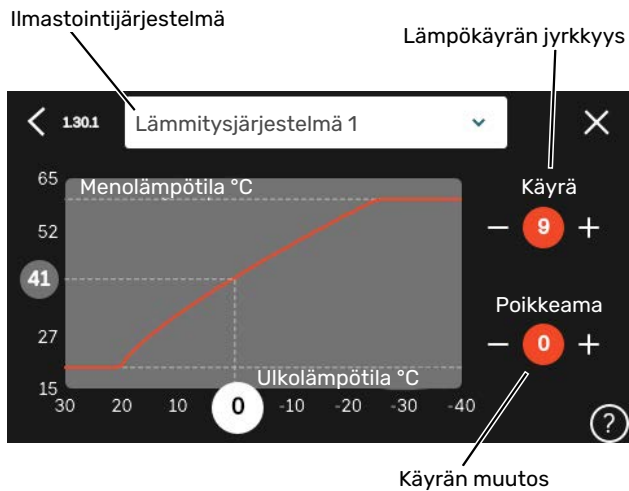 Ilmastointijärjestelmä
Lämpökäyrän jyrkkyys
1.30.1
Lämmitysjärjestelmä 1
65
Menolämpötila °C
Käyrä
52
− 9 +
41
Poikkeama
27
− 0 +
Ulkolämpötila °C
15
30 20 10 0 -10 -20 -30 -40
?
Käyrän muutos